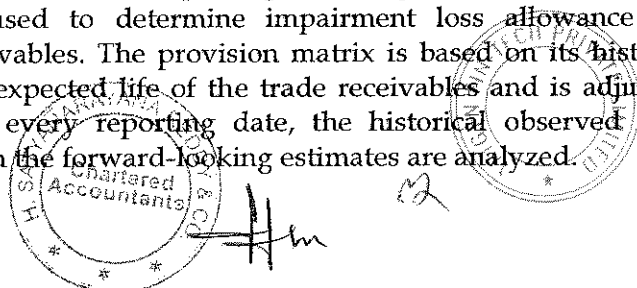 used to determine impairment loss allowance
vables. The provision matrix is based on its hist
expected life of the trade receivables and is adju
every reporting date, the historical observed
the forward-looking estimates are analyzed.
Chartered
Accountants
& CO